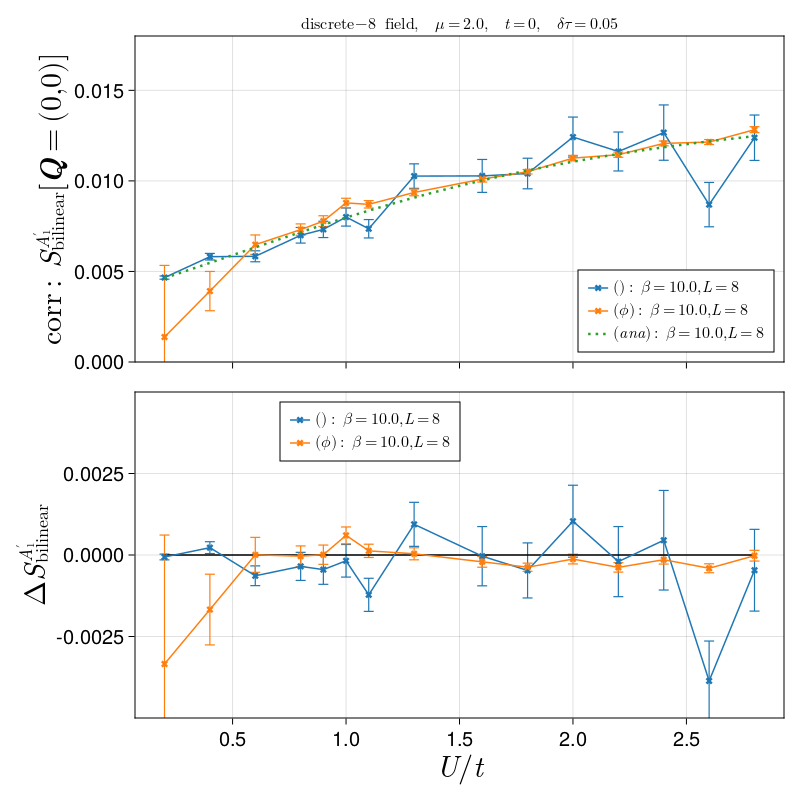 discrete−8 field, μ = 2.0, t = 0, δτ = 0.05
corr : S^{A′₁}_{bilinear}[Q = (0,0)]
0.015
0.010
0.005
0.000
() : β = 10.0,L = 8
(ϕ) : β = 10.0,L = 8
(ana) : β = 10.0,L = 8
ΔS^{A′₁}_{bilinear}
() : β = 10.0,L = 8
(ϕ) : β = 10.0,L = 8
0.0025
0.0000
-0.0025
0.5 1.0 1.5 2.0 2.5
U/t